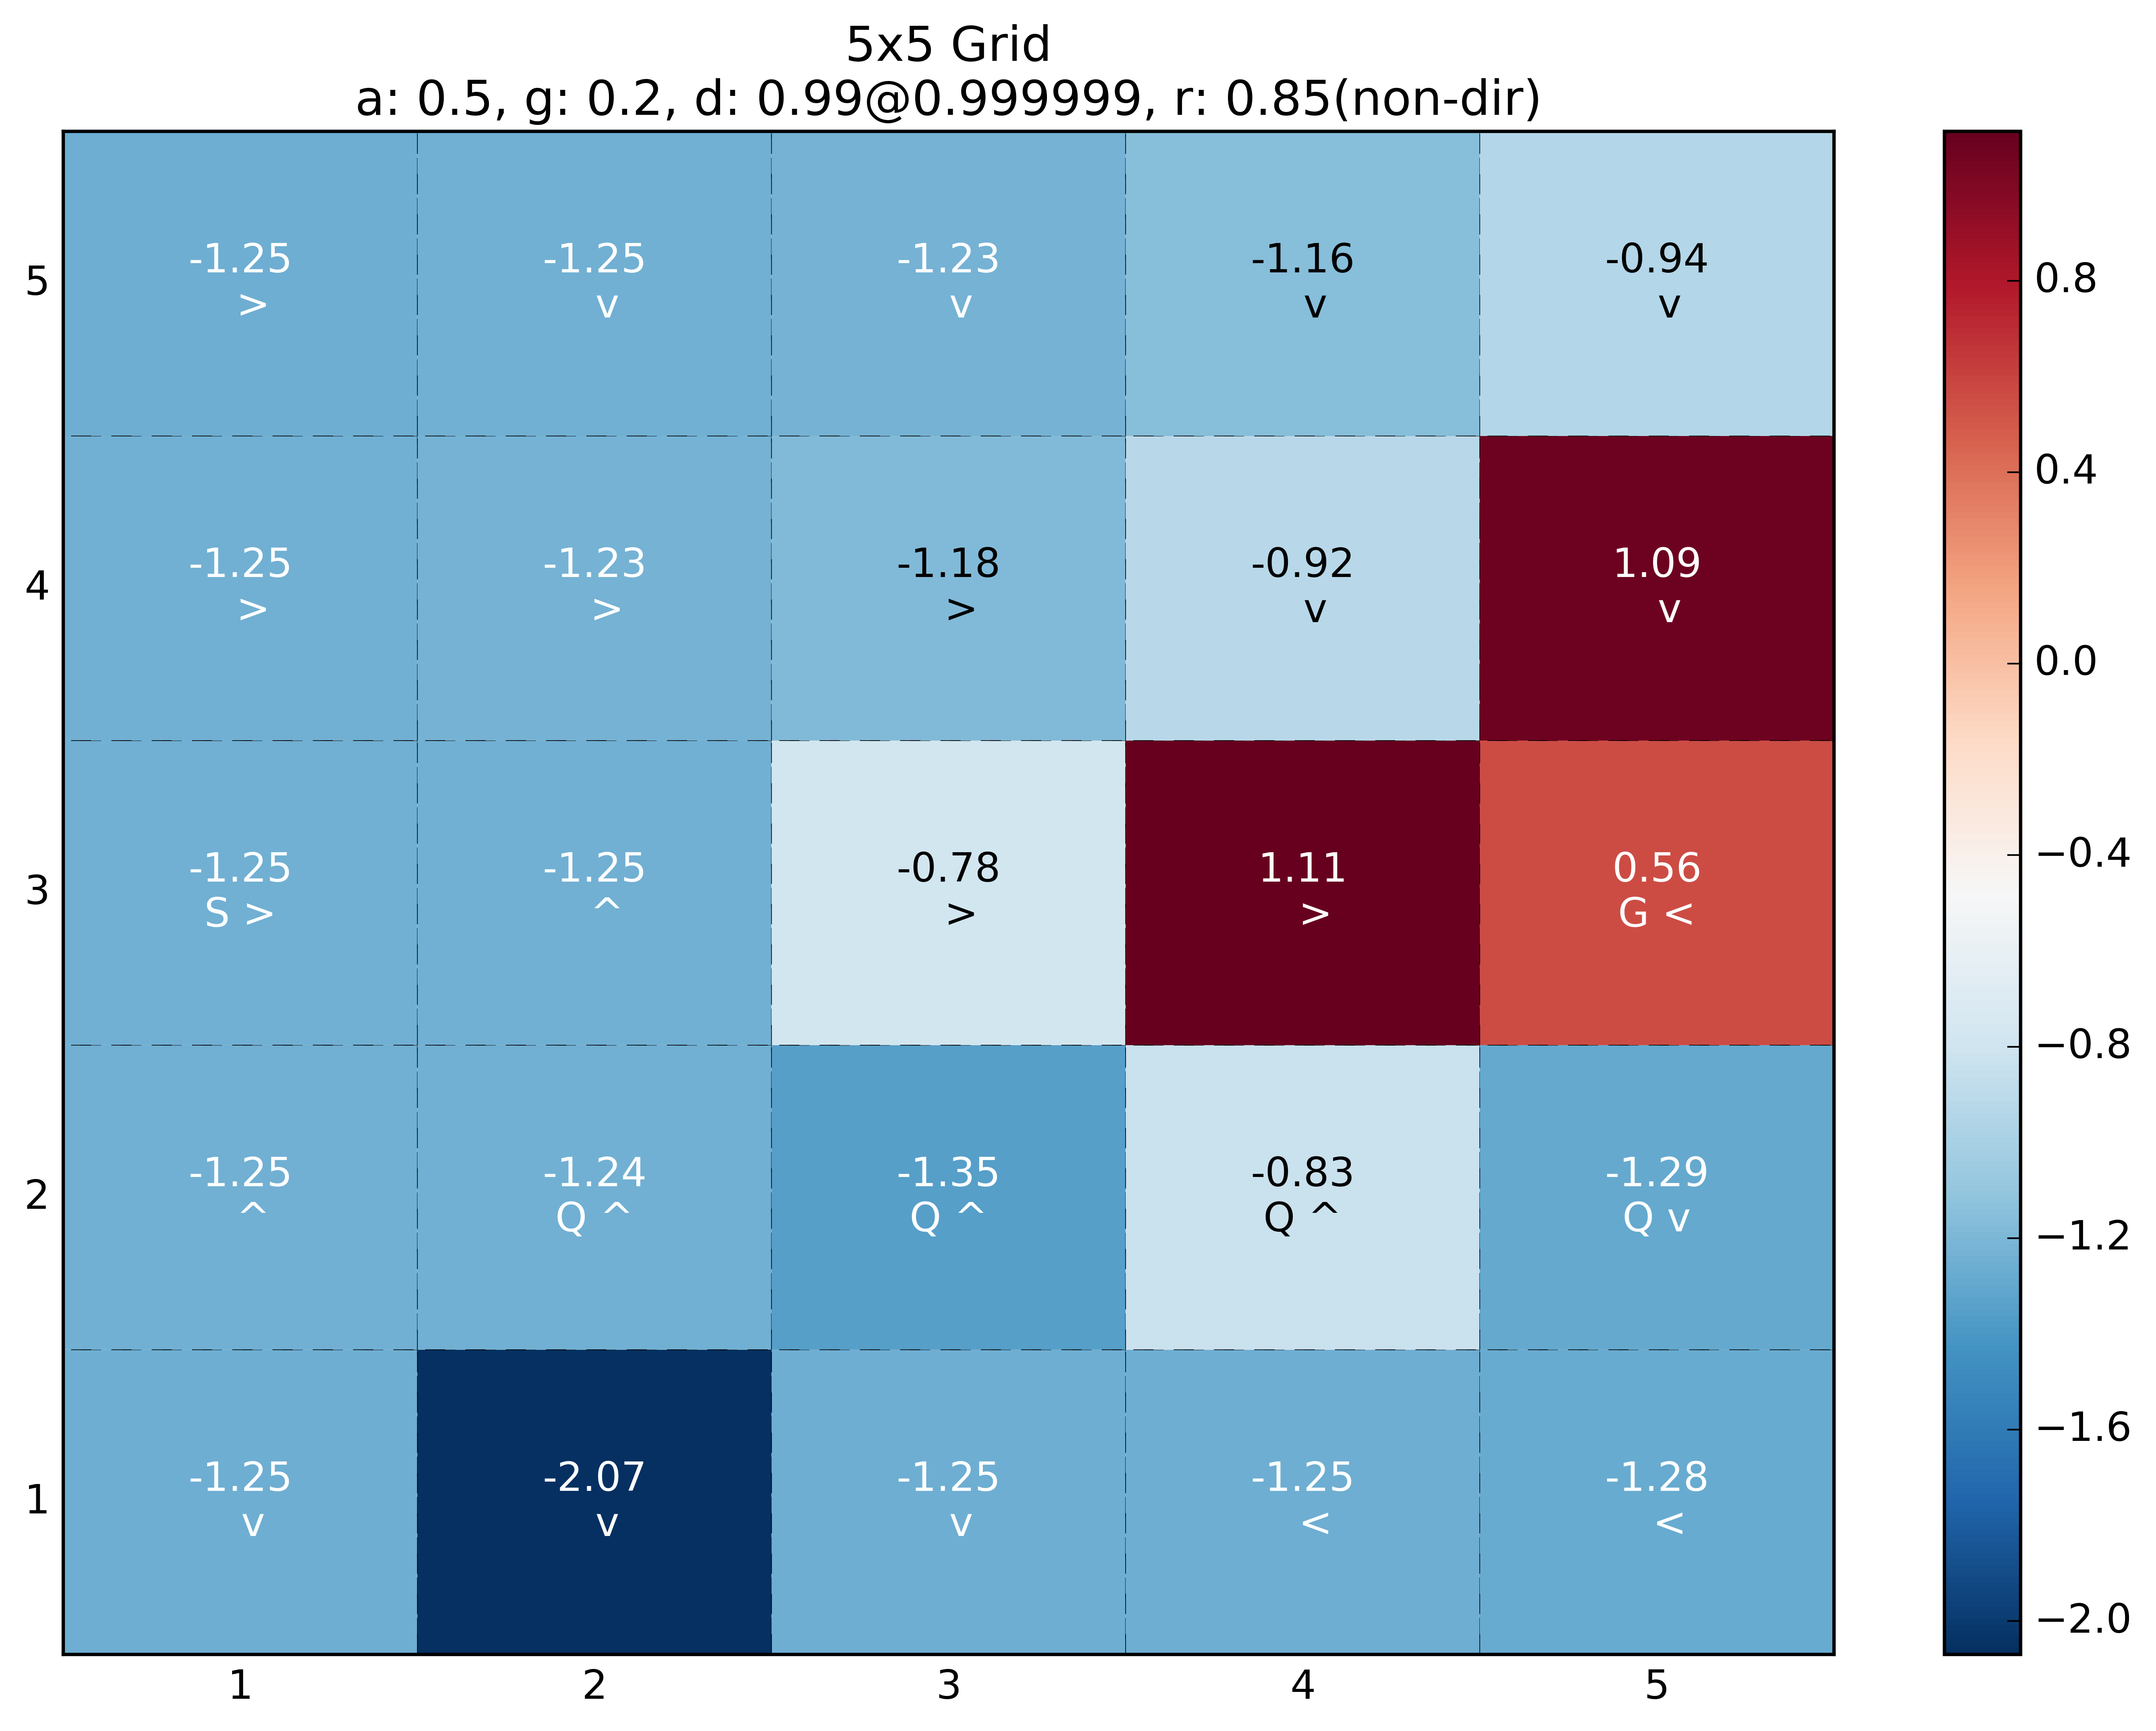 5x5 Grid
a: 0.5, g: 0.2, d: 0.99@0.999999, r: 0.85(non-dir)
5 -1.25 -1.25 -1.23 -1.16 -0.94
> v v v v
4 -1.25 -1.23 -1.18 -0.92 1.09
> > > v v
3 -1.25 -1.25 -0.78 1.11 0.56
S > ^ > > G <
2 -1.25 -1.24 -1.35 -0.83 -1.29
^ Q ^ Q ^ Q ^ Q v
1 -1.25 -2.07 -1.25 -1.25 -1.28
v v v < <
1 2 3 4 5
0.8
0.4
0.0
−0.4
−0.8
−1.2
−1.6
−2.0